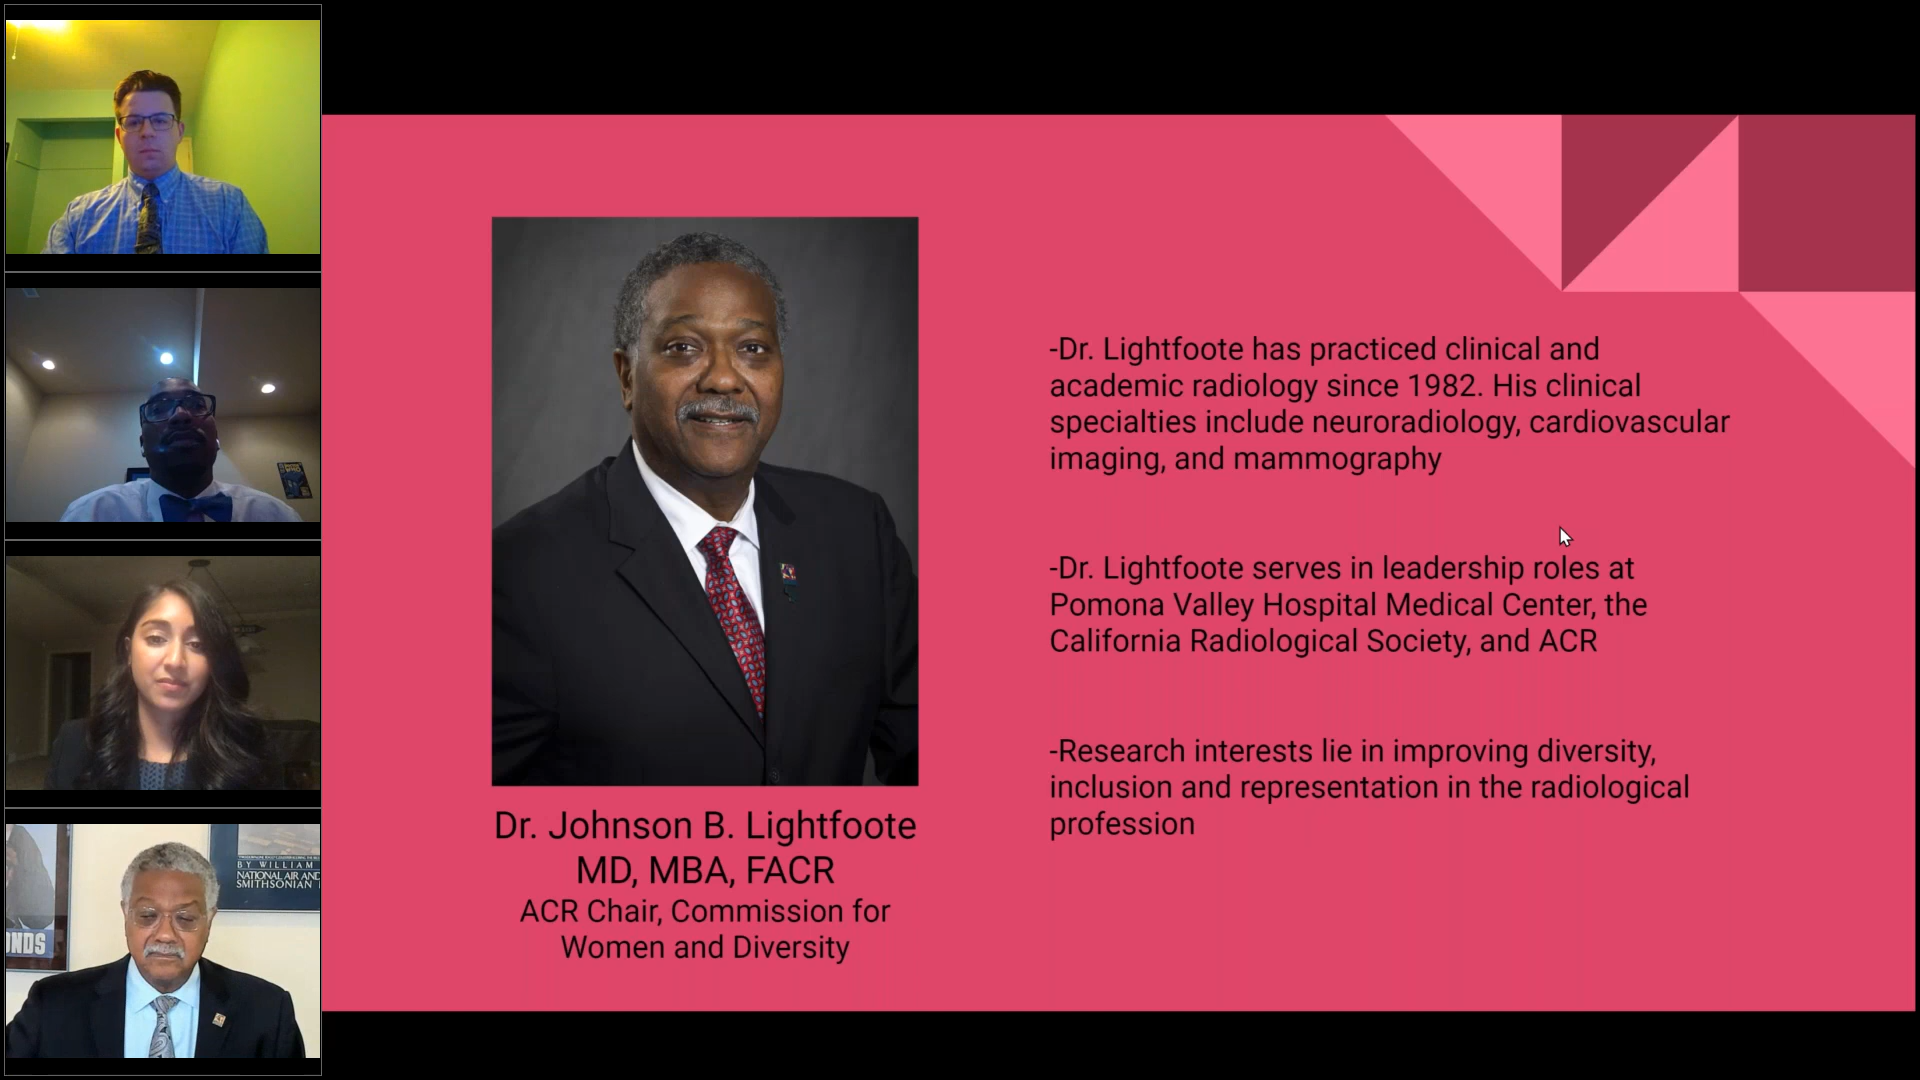 BY WILLIAM
NATIONAL AIR AND
SMITHSONIAN
ONDS
Dr. Johnson B. Lightfoote
MD, MBA, FACR
ACR Chair, Commission for
Women and Diversity
-Dr. Lightfoote has practiced clinical and
academic radiology since 1982. His clinical
specialties include neuroradiology, cardiovascular
imaging, and mammography
-Dr. Lightfoote serves in leadership roles at
Pomona Valley Hospital Medical Center, the
California Radiological Society, and ACR
-Research interests lie in improving diversity,
inclusion and representation in the radiological
profession